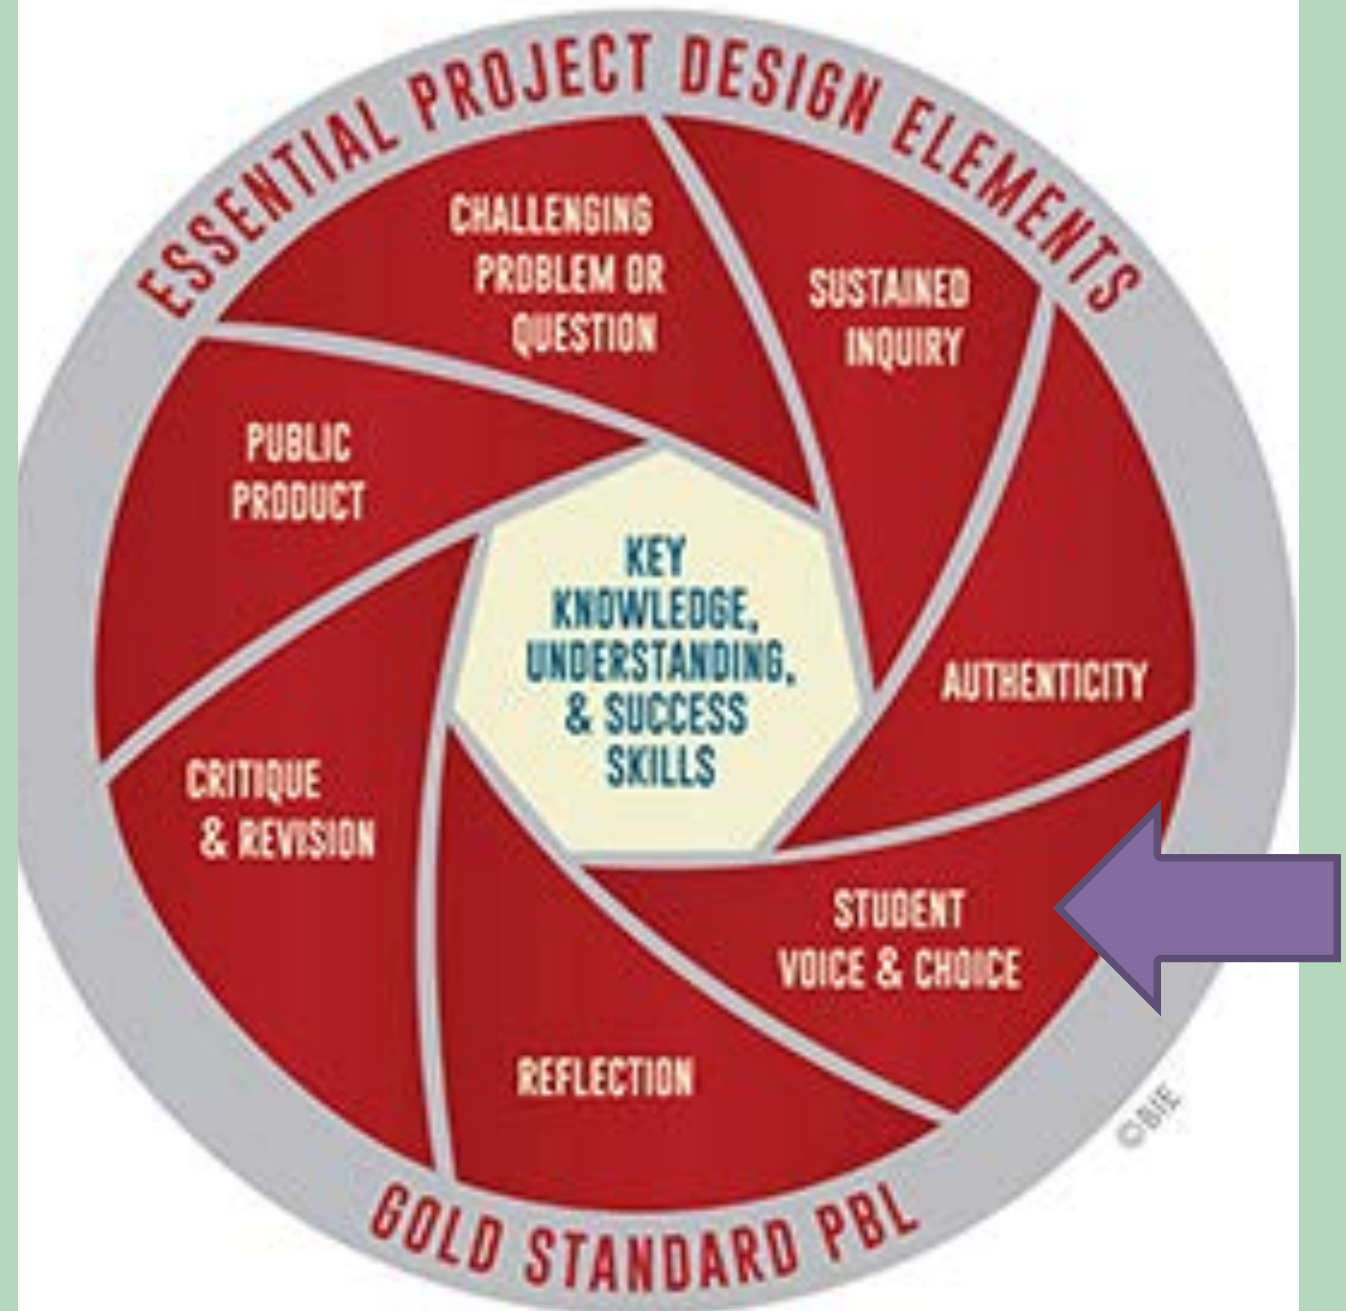 ESSENTIAL PROJECT DESIGN ELEMENTS
CHALLENGING
PROBLEM OR
QUESTION
SUSTAINED
INQUIRY
PUBLIC
PRODUCT
KEY
KNOWLEDGE,
UNDERSTANDING,
& SUCCESS
SKILLS
AUTHENTICITY
CRITIQUE
& REVISION
STUDENT
VOICE & CHOICE
REFLECTION
©BIE
GOLD STANDARD PBL